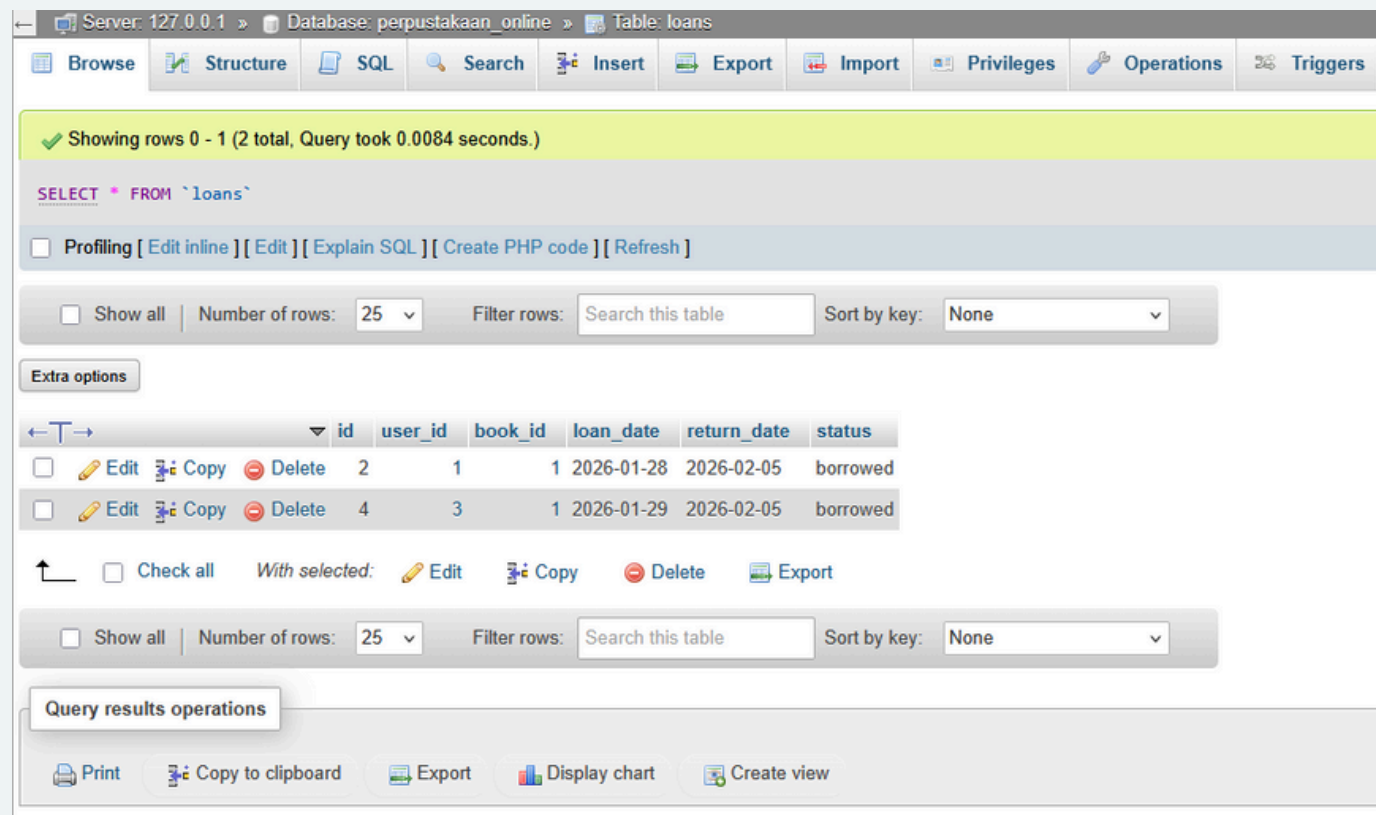 Server: 127.0.0.1 » Database: perpustakaan_online » Table: loans
Browse Structure SQL Search Insert Export Import Privileges Operations Triggers
Showing rows 0 - 1 (2 total, Query took 0.0084 seconds.)
SELECT * FROM `loans`
Profiling [ Edit inline ] [ Edit ] [ Explain SQL ] [ Create PHP code ] [ Refresh ]
Show all | Number of rows: 25 Filter rows: Search this table Sort by key: None
Extra options
←T→ id user_id book_id loan_date return_date status
Edit Copy Delete 2 1 1 2026-01-28 2026-02-05 borrowed
Edit Copy Delete 4 3 1 2026-01-29 2026-02-05 borrowed
Check all With selected: Edit Copy Delete Export
Show all | Number of rows: 25 Filter rows: Search this table Sort by key: None
Query results operations
Print Copy to clipboard Export Display chart Create view